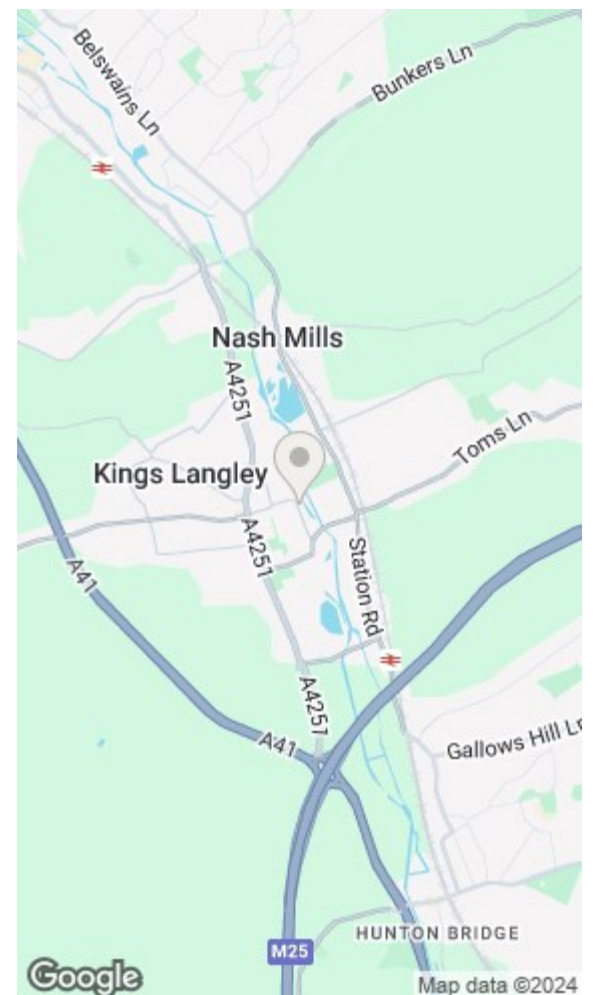 Belswains Ln
Bunkers Ln
Nash Mills
A4251
Toms Ln
Kings Langley
A4251
Station Rd
A41
A4251
A41
Gallows Hill Ln
HUNTON BRIDGE
M25
Google
Map data ©2024